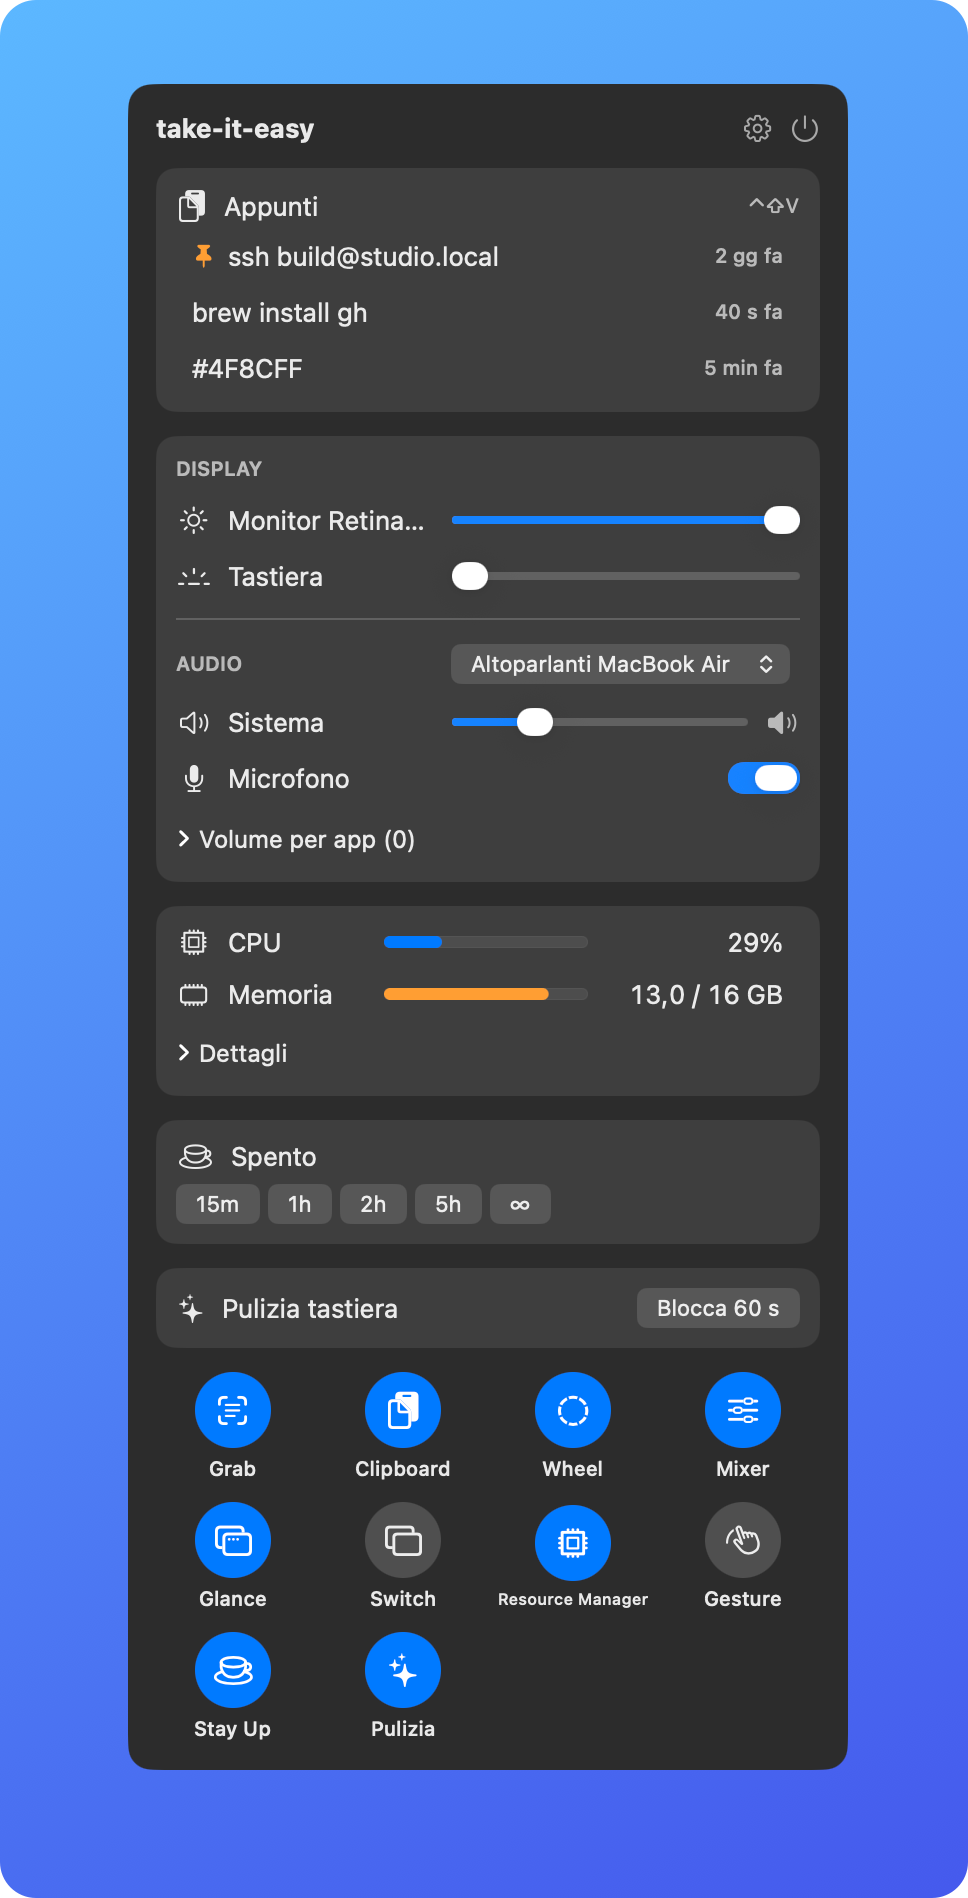 take-it-easy
Appunti ^⇧V
ssh build@studio.local 2 gg fa
brew install gh 40 s fa
#4F8CFF 5 min fa
DISPLAY
Monitor Retina...
Tastiera
AUDIO Altoparlanti MacBook Air
Sistema
Microfono
Volume per app (0)
CPU 29%
Memoria 13,0 / 16 GB
Dettagli
Spento
15m 1h 2h 5h ∞
Pulizia tastiera Blocca 60 s
Grab Clipboard Wheel Mixer
Glance Switch Resource Manager Gesture
Stay Up Pulizia